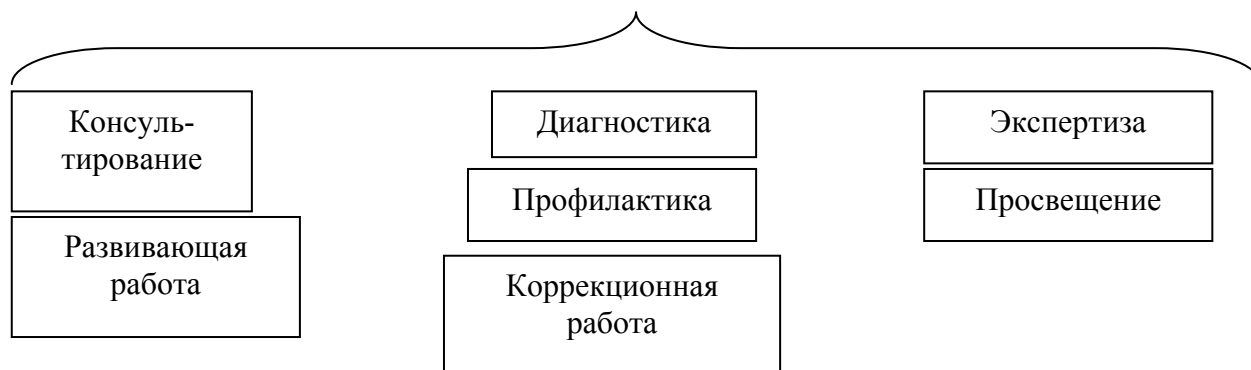 Консуль-
тирование
Развивающая
работа
Диагностика
Профилактика
Коррекционная
работа
Экспертиза
Просвещение